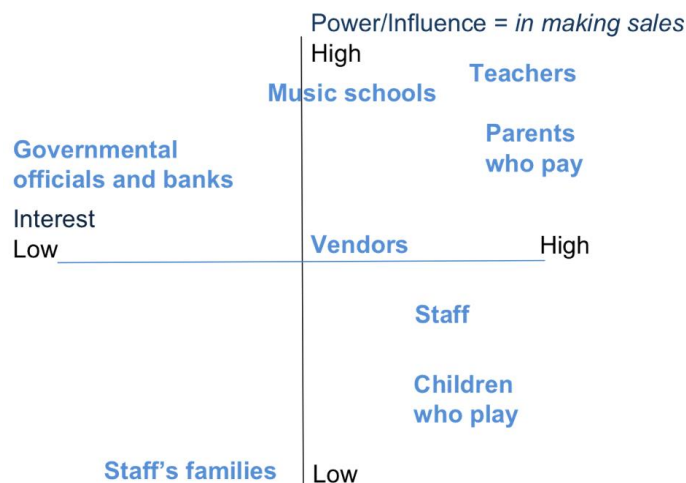 Power/Influence = in making sales
High
Teachers
Music schools
Parents
who pay
Governmental
officials and banks
Interest
Low
Vendors
High
Staff
Children
who play
Staff’s families
Low